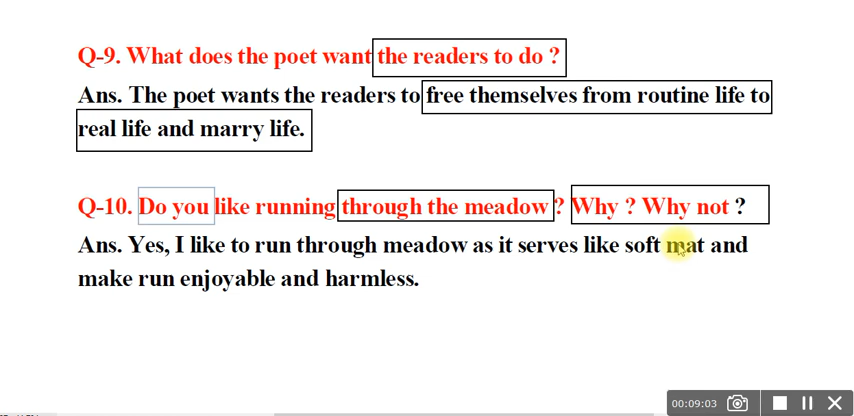 Q-9. What does the poet want the readers to do ?
Ans. The poet wants the readers to free themselves from routine life to
real life and marry life.
Q-10. Do you like running through the meadow ? Why ? Why not ?
Ans. Yes, I like to run through meadow as it serves like soft mat and
make run enjoyable and harmless.
00:09:03